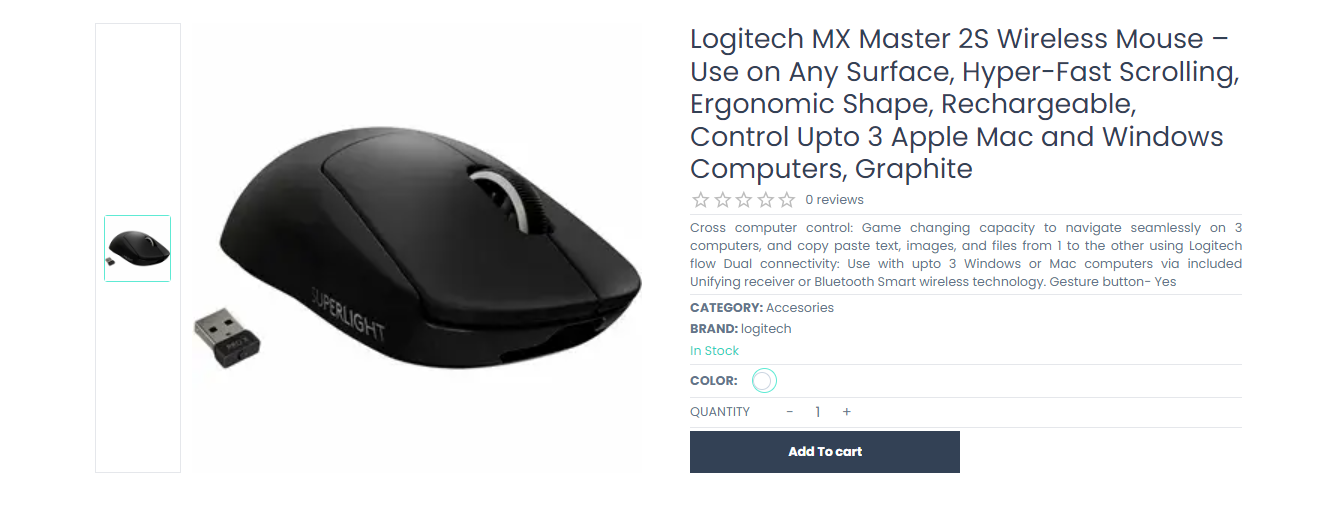 Logitech MX Master 2S Wireless Mouse –
Use on Any Surface, Hyper-Fast Scrolling,
Ergonomic Shape, Rechargeable,
Control Upto 3 Apple Mac and Windows
Computers, Graphite
0 reviews
Cross computer control: Game changing capacity to navigate seamlessly on 3
computers, and copy paste text, images, and files from 1 to the other using Logitech
flow Dual connectivity: Use with upto 3 Windows or Mac computers via included
Unifying receiver or Bluetooth Smart wireless technology. Gesture button- Yes
CATEGORY: Accesories
BRAND: logitech
In Stock
COLOR:
QUANTITY - 1 +
Add To cart
SUPERLIGHT